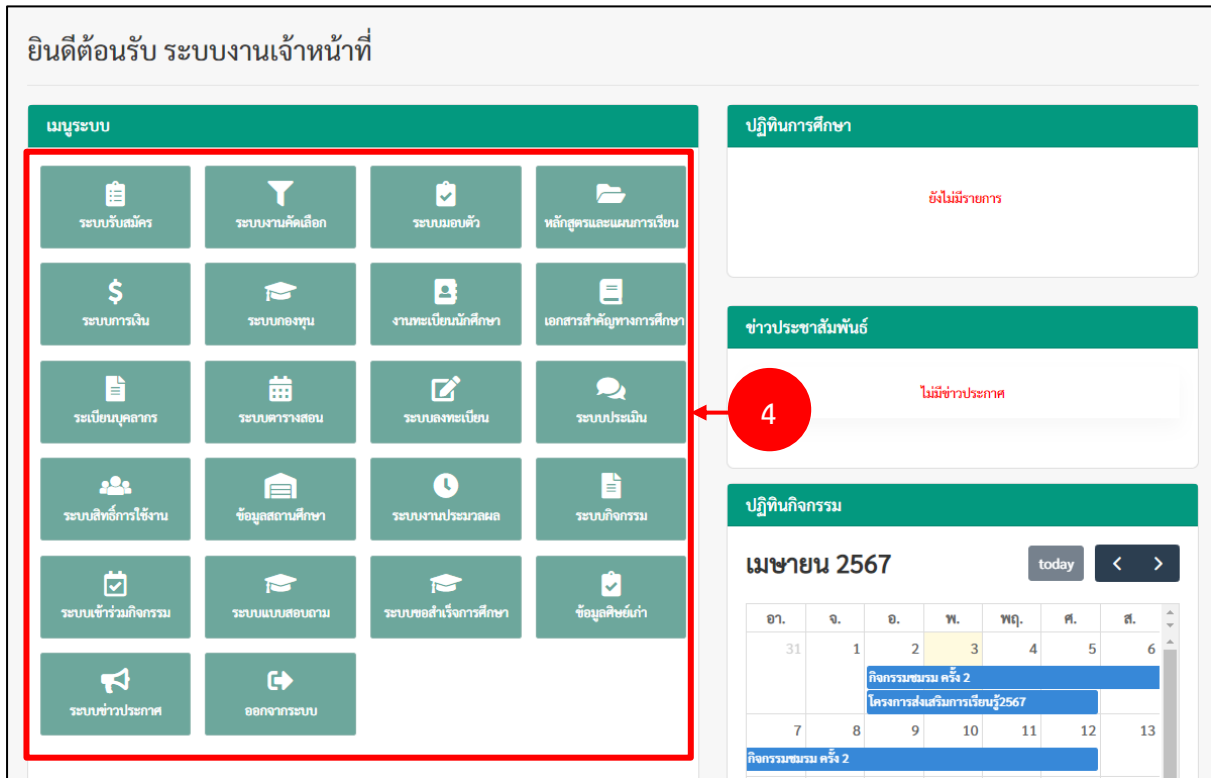 ยินดีต้อนรับ ระบบงานเจ้าหน้าที่
เมนูระบบ
ระบบรับสมัคร
ระบบงานคัดเลือก
ระบบมอบตัว
หลักสูตรและแผนการเรียน
ระบบการเงิน
ระบบกองทุน
งานทะเบียนนักศึกษา
เอกสารสำคัญทางการศึกษา
ระเบียนบุคลากร
ระบบตารางสอน
ระบบลงทะเบียน
ระบบประเมิน
ระบบสิทธิ์การใช้งาน
ข้อมูลสถานศึกษา
ระบบงานประมวลผล
ระบบกิจกรรม
ระบบเข้าร่วมกิจกรรม
ระบบแบบสอบถาม
ระบบขอสำเร็จการศึกษา
ข้อมูลศิษย์เก่า
ระบบข่าวประกาศ
ออกจากระบบ
4
ปฏิทินการศึกษา
ยังไม่มีรายการ
ข่าวประชาสัมพันธ์
ไม่มีข่าวประกาศ
ปฏิทินกิจกรรม
เมษายน 2567 today
อา. จ. อ. พ. พฤ. ศ. ส.
31 1 2 3 4 5 6
กิจกรรมชมรม ครั้ง 2
โครงการส่งเสริมการเรียนรู้2567
7 8 9 10 11 12 13
กิจกรรมชมรม ครั้ง 2